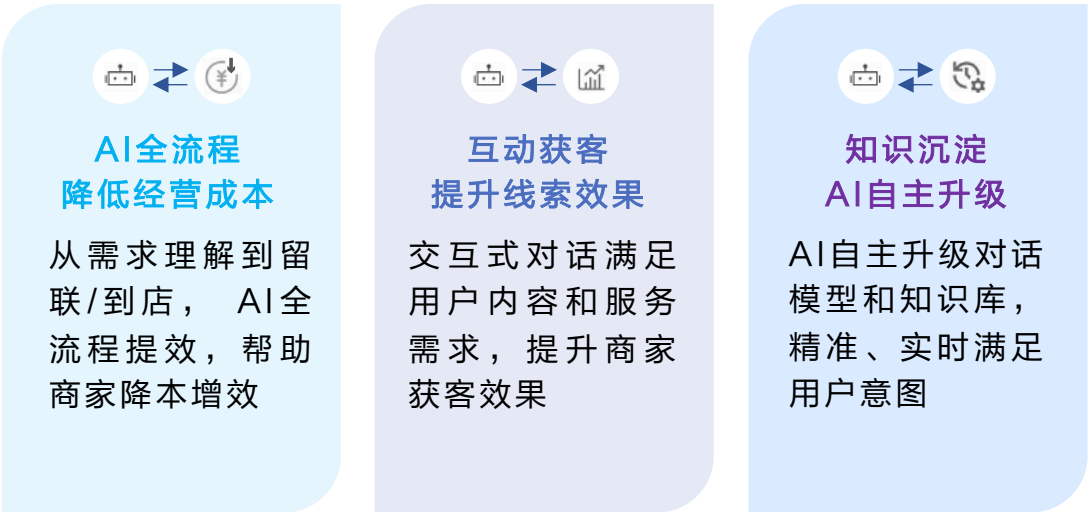 AI全流程
降低经营成本
从需求理解到留
联/到店， AI全
流程提效，帮助
商家降本增效
互动获客
提升线索效果
交互式对话满足
用户内容和服务
需求，提升商家
获客效果
知识沉淀
AI自主升级
AI自主升级对话
模型和知识库，
精准、实时满足
用户意图